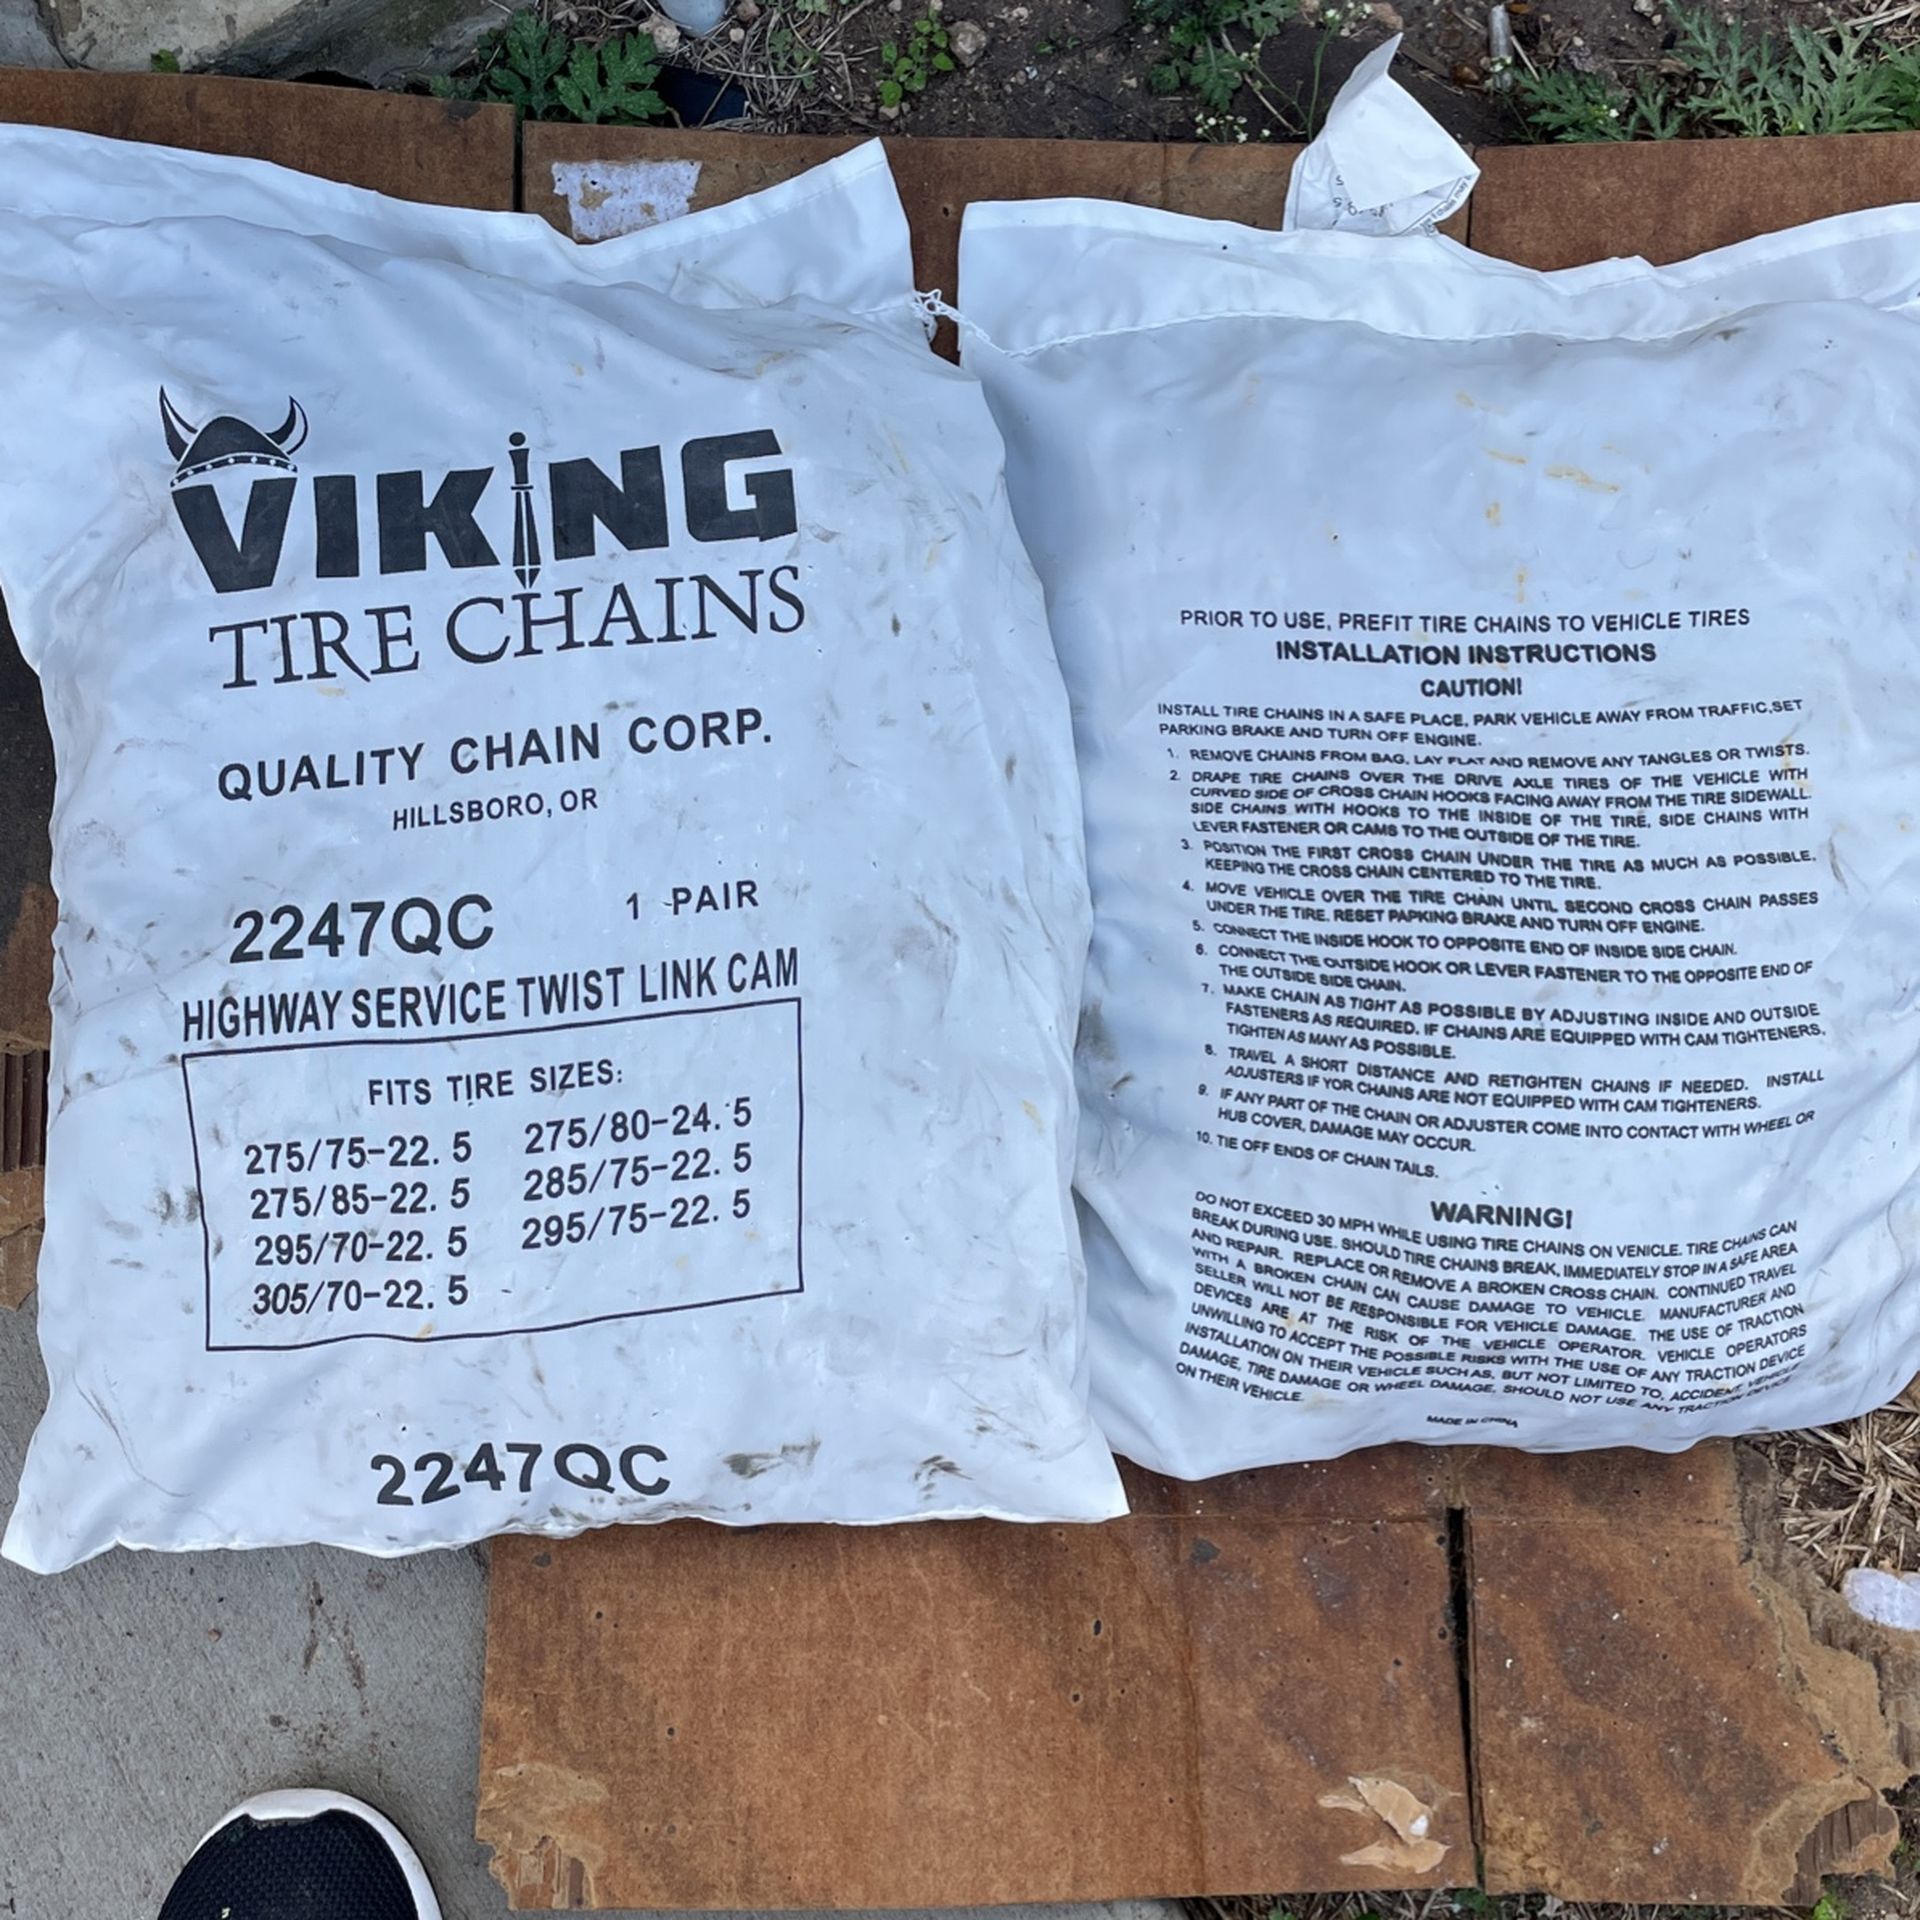 VIKING
TIRE CHAINS
QUALITY CHAIN CORP.
HILLSBORO, OR
2247QC 1 PAIR
HIGHWAY SERVICE TWIST LINK CAM
FITS TIRE SIZES:
275/75-22.5 275/80-24.5
275/85-22.5 285/75-22.5
295/70-22.5 295/75-22.5
305/70-22.5
2247QC
PRIOR TO USE, PREFIT TIRE CHAINS TO VEHICLE TIRES
INSTALLATION INSTRUCTIONS
CAUTION!
INSTALL TIRE CHAINS IN A SAFE PLACE, PARK VEHICLE AWAY FROM TRAFFIC,SET
PARKING BRAKE AND TURN OFF ENGINE.
1. REMOVE CHAINS FROM BAG, LAY FLAT AND REMOVE ANY TANGLES OR TWISTS.
2. DRAPE TIRE CHAINS OVER THE DRIVE AXLE TIRES OF THE VEHICLE WITH
CURVED SIDE OF CROSS CHAIN HOOKS FACING AWAY FROM THE TIRE SIDEWALL.
SIDE CHAINS WITH HOOKS TO THE INSIDE OF THE TIRE, SIDE CHAINS WITH
LEVER FASTENER OR CAMS TO THE OUTSIDE OF THE TIRE.
3. POSITION THE FIRST CROSS CHAIN UNDER THE TIRE AS MUCH AS POSSIBLE,
KEEPING THE CROSS CHAIN CENTERED TO THE TIRE.
4. MOVE VEHICLE OVER THE TIRE CHAIN UNTIL SECOND CROSS CHAIN PASSES
UNDER THE TIRE. RESET PAPKING BRAKE AND TURN OFF ENGINE.
5. CONNECT THE INSIDE HOOK TO OPPOSITE END OF INSIDE SIDE CHAIN.
6. CONNECT THE OUTSIDE HOOK OR LEVER FASTENER TO THE OPPOSITE END OF
THE OUTSIDE SIDE CHAIN.
7. MAKE CHAIN AS TIGHT AS POSSIBLE BY ADJUSTING INSIDE AND OUTSIDE
FASTENERS AS REQUIRED. IF CHAINS ARE EQUIPPED WITH CAM TIGHTENERS,
TIGHTEN AS MANY AS POSSIBLE.
8. TRAVEL A SHORT DISTANCE AND RETIGHTEN CHAINS IF NEEDED. INSTALL
ADJUSTERS IF YOR CHAINS ARE NOT EQUIPPED WITH CAM TIGHTENERS.
9. IF ANY PART OF THE CHAIN OR ADJUSTER COME INTO CONTACT WITH WHEEL OR
HUB COVER, DAMAGE MAY OCCUR.
10. TIE OFF ENDS OF CHAIN TAILS.
WARNING!
DO NOT EXCEED 30 MPH WHILE USING TIRE CHAINS ON VENICLE. TIRE CHAINS CAN
BREAK DURING USE. SHOULD TIRE CHAINS BREAK, IMMEDIATELY STOP IN A SAFE AREA
AND REPAIR. REPLACE OR REMOVE A BROKEN CROSS CHAIN. CONTINUED TRAVEL
WITH A BROKEN CHAIN CAN CAUSE DAMAGE TO VEHICLE. MANUFACTURER AND
SELLER WILL NOT BE RESPONSIBLE FOR VEHICLE DAMAGE. THE USE OF TRACTION
DEVICES ARE AT THE RISK OF THE VEHICLE OPERATOR. VEHICLE OPERATORS
UNWILLING TO ACCEPT THE POSSIBLE RISKS WITH THE USE OF ANY TRACTION DEVICE
INSTALLATION ON THEIR VEHICLE SUCH AS, BUT NOT LIMITED TO, ACCIDENT, VEHICLE
DAMAGE, TIRE DAMAGE OR WHEEL DAMAGE, SHOULD NOT USE ANY TRACTION DEVICE
ON THEIR VEHICLE.
MADE IN CHINA